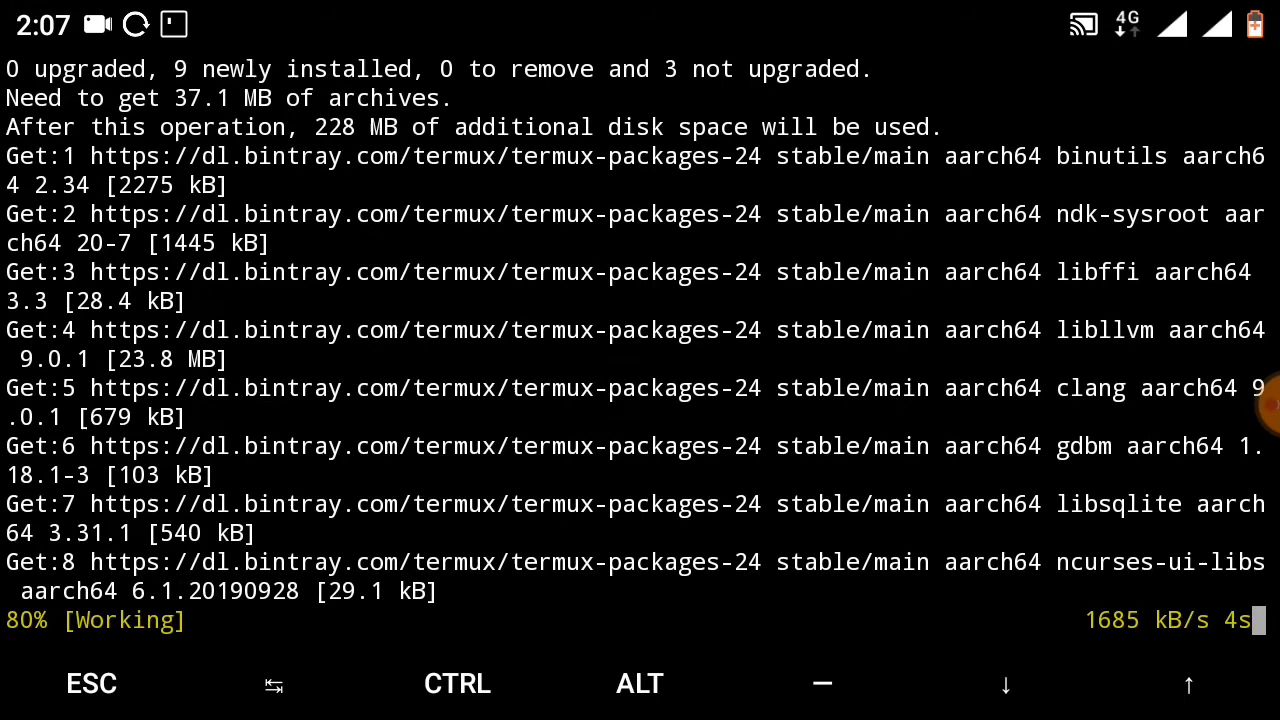 2:07
4G
0 upgraded, 9 newly installed, 0 to remove and 3 not upgraded.
Need to get 37.1 MB of archives.
After this operation, 228 MB of additional disk space will be used.
Get:1 https://dl.bintray.com/termux/termux-packages-24 stable/main aarch64 binutils aarch6
4 2.34 [2275 kB]
Get:2 https://dl.bintray.com/termux/termux-packages-24 stable/main aarch64 ndk-sysroot aar
ch64 20-7 [1445 kB]
Get:3 https://dl.bintray.com/termux/termux-packages-24 stable/main aarch64 libffi aarch64
3.3 [28.4 kB]
Get:4 https://dl.bintray.com/termux/termux-packages-24 stable/main aarch64 libllvm aarch64
9.0.1 [23.8 MB]
Get:5 https://dl.bintray.com/termux/termux-packages-24 stable/main aarch64 clang aarch64 9
.0.1 [679 kB]
Get:6 https://dl.bintray.com/termux/termux-packages-24 stable/main aarch64 gdbm aarch64 1.
18.1-3 [103 kB]
Get:7 https://dl.bintray.com/termux/termux-packages-24 stable/main aarch64 libsqlite aarch
64 3.31.1 [540 kB]
Get:8 https://dl.bintray.com/termux/termux-packages-24 stable/main aarch64 ncurses-ui-libs
aarch64 6.1.20190928 [29.1 kB]
80% [Working] 1685 kB/s 4s
ESC ↹ CTRL ALT — ↓ ↑